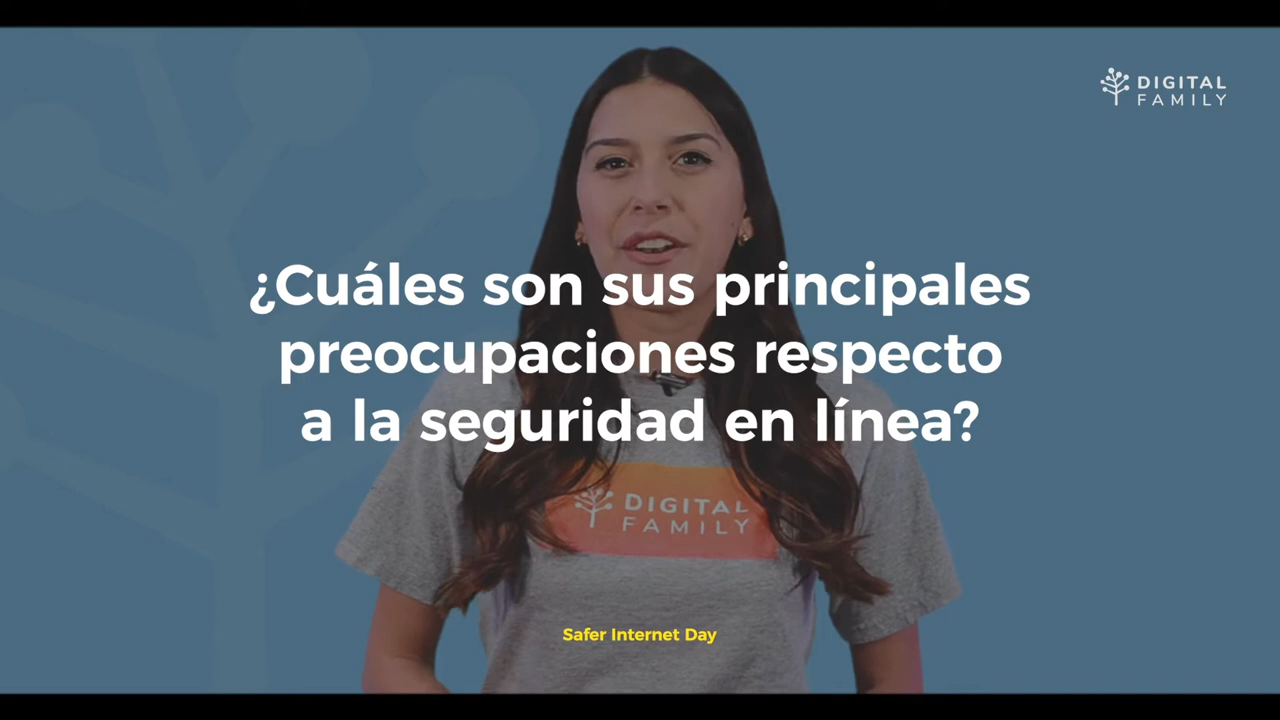 DIGITAL
FAMILY
¿Cuáles son sus principales
preocupaciones respecto
a la seguridad en línea?
DIGITAL
FAMILY
Safer Internet Day